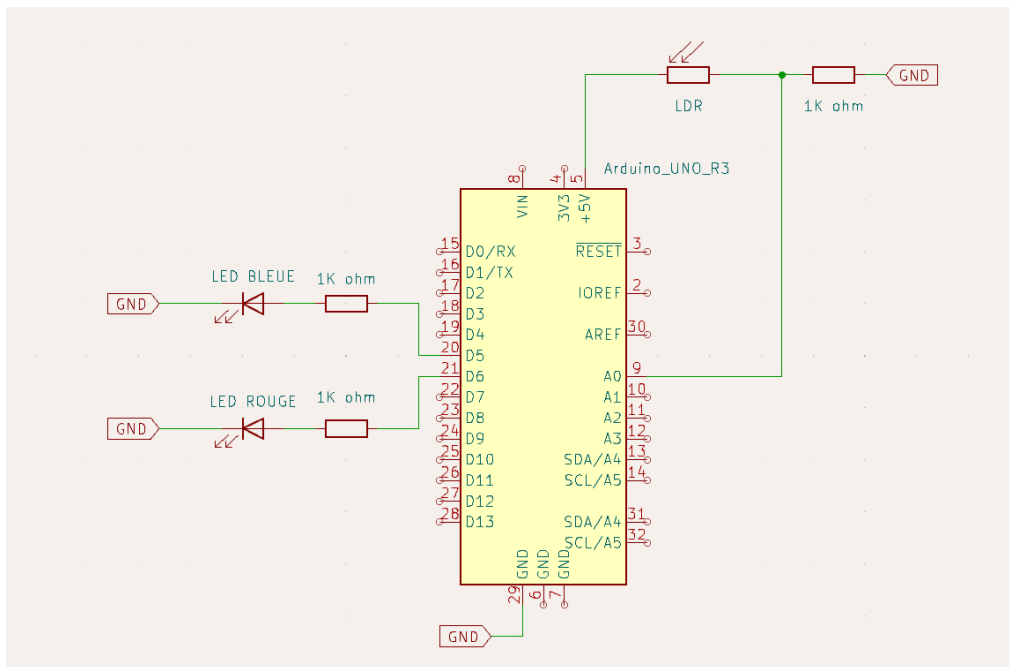 LDR
1K ohm
GND
Arduino_UNO_R3
8
4
5
VIN
3V3
+5V
15
D0/RX
RESET
3
16
D1/TX
17
D2
IOREF
2
18
D3
19
D4
AREF
30
20
D5
21
D6
A0
9
22
D7
A1
10
23
D8
A2
11
24
D9
A3
12
25
D10
SDA/A4
13
26
D11
SCL/A5
14
27
D12
28
D13
SDA/A4
31
SCL/A5
32
GND
GND
GND
29
6
7
GND
LED BLEUE
1K ohm
GND
LED ROUGE
1K ohm
GND